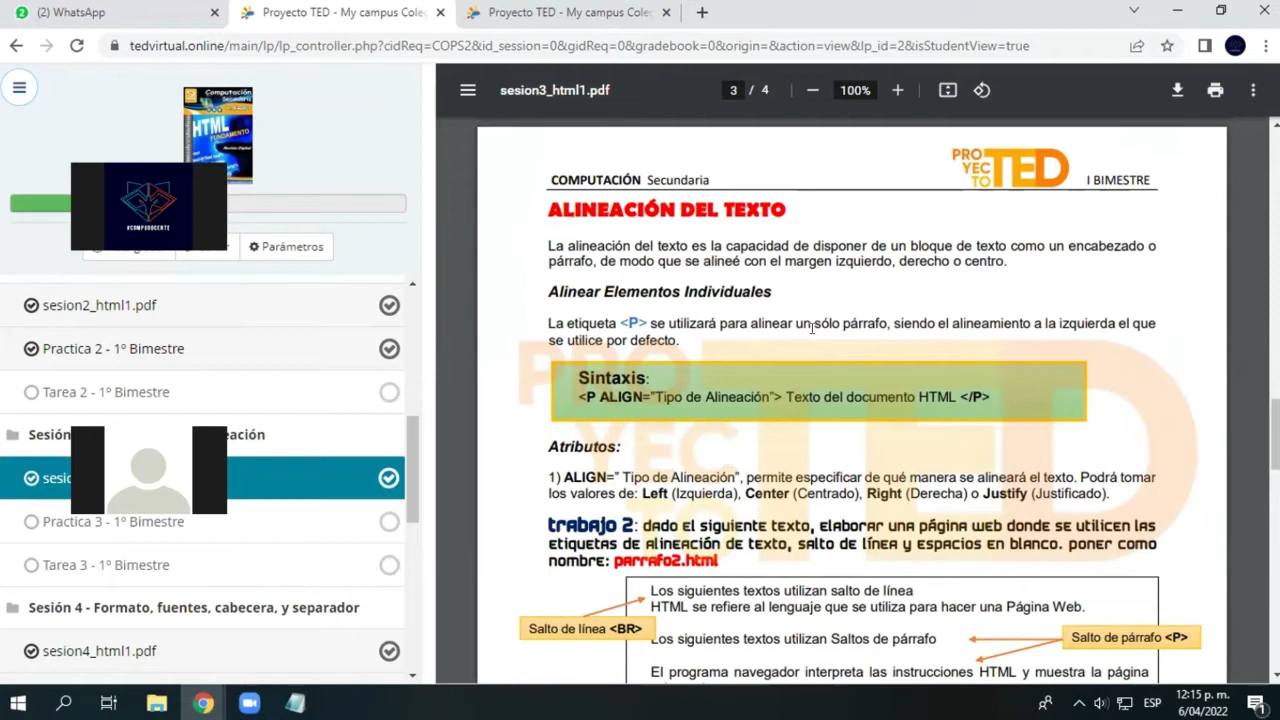 (2) WhatsApp
Proyecto TED - My campus Cole
Proyecto TED - My campus Cole
tedvirtual.online/main/lp/lp_controller.php?cidReq=COPS2&id_session=0&gidReq=0&gradebook=0&origin=&action=view&lp_id=2&isStudentView=true
sesion3_html1.pdf
3 / 4
100%
Computación
Secundaria
HTML
FUNDAMENTO
#COMPUDOCENTE
Parámetros
sesion2_html1.pdf
Practica 2 - 1º Bimestre
Tarea 2 - 1º Bimestre
Sesión
eación
sesic
Practica 3 - 1º Bimestre
Tarea 3 - 1º Bimestre
Sesión 4 - Formato, fuentes, cabecera, y separador
sesion4_html1.pdf
PROYECTO TED
COMPUTACIÓN Secundaria
I BIMESTRE
ALINEACIÓN DEL TEXTO
La alineación del texto es la capacidad de disponer de un bloque de texto como un encabezado o
párrafo, de modo que se alineé con el margen izquierdo, derecho o centro.
Alinear Elementos Individuales
La etiqueta <P> se utilizará para alinear un sólo párrafo, siendo el alineamiento a la izquierda el que
se utilice por defecto.
Sintaxis:
<P ALIGN="Tipo de Alineación"> Texto del documento HTML </P>
Atributos:
1) ALIGN=" Tipo de Alineación", permite especificar de qué manera se alineará el texto. Podrá tomar
los valores de: Left (Izquierda), Center (Centrado), Right (Derecha) o Justify (Justificado).
trabajo 2: dado el siguiente texto, elaborar una página web donde se utilicen las
etiquetas de alineación de texto, salto de línea y espacios en blanco. poner como
nombre: parrafo2.html
Los siguientes textos utilizan salto de línea
HTML se refiere al lenguaje que se utiliza para hacer una Página Web.
Salto de línea <BR>
Los siguientes textos utilizan Saltos de párrafo
Salto de párrafo <P>
El programa navegador interpreta las instrucciones HTML y muestra la página
ESP
12:15 p. m.
6/04/2022
1